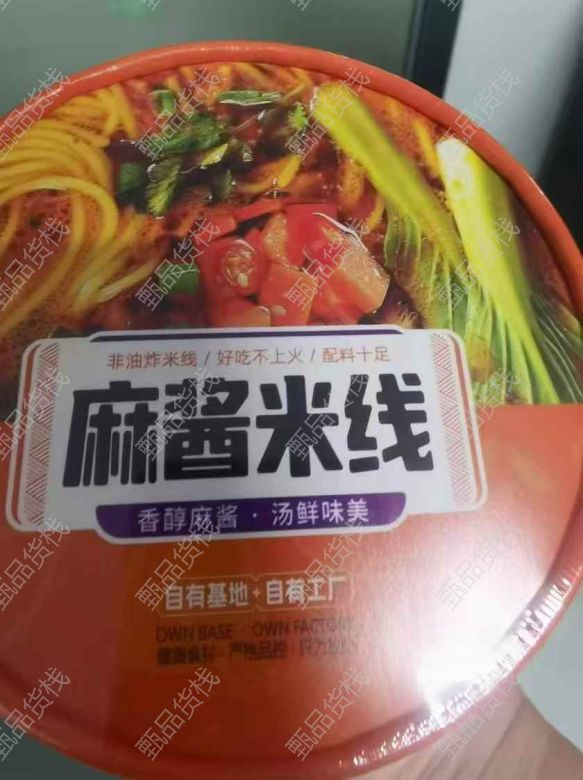 非油炸米线 / 好吃不上火 / 配料十足
麻酱米线
香醇麻酱 · 汤鲜味美
自有基地 + 自有工厂
OWN BASE OWN FACTORY
甄品货栈